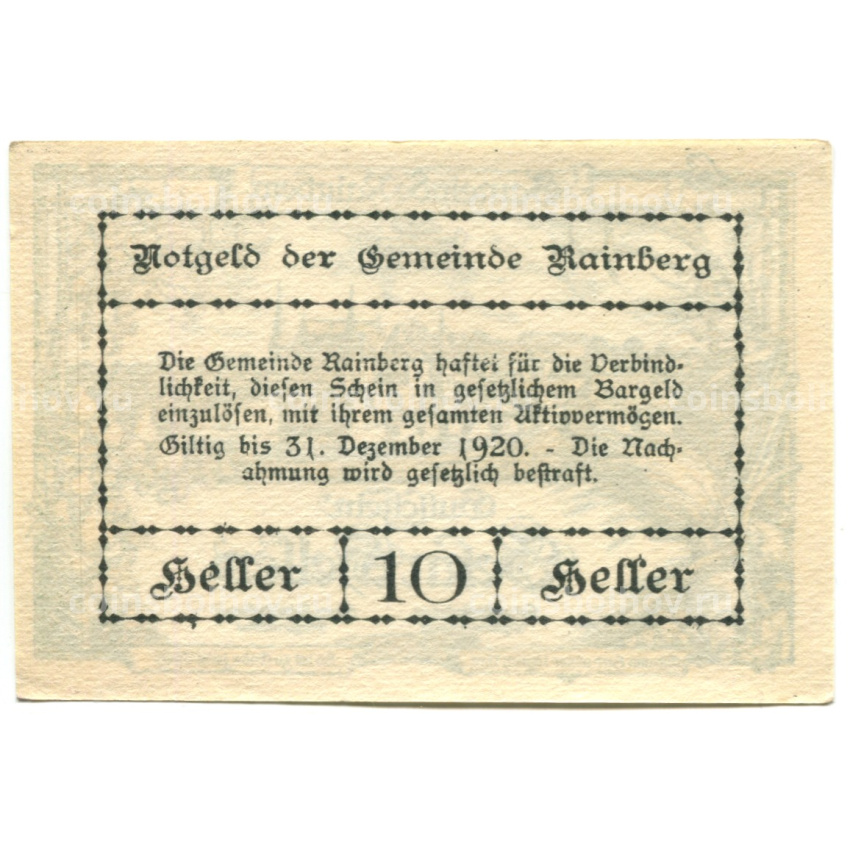 Notgeld der Gemeinde Rainberg
Die Gemeinde Rainberg haftet für die Verbind-
lichkeit, diesen Schein in gesetzlichem Bargeld
einzulösen, mit ihrem gesamten Aktivvermögen.
Giltig bis 31. Dezember 1920. - Die Nach-
ahmung wird gesetzlich bestraft.
Heller 10 Heller